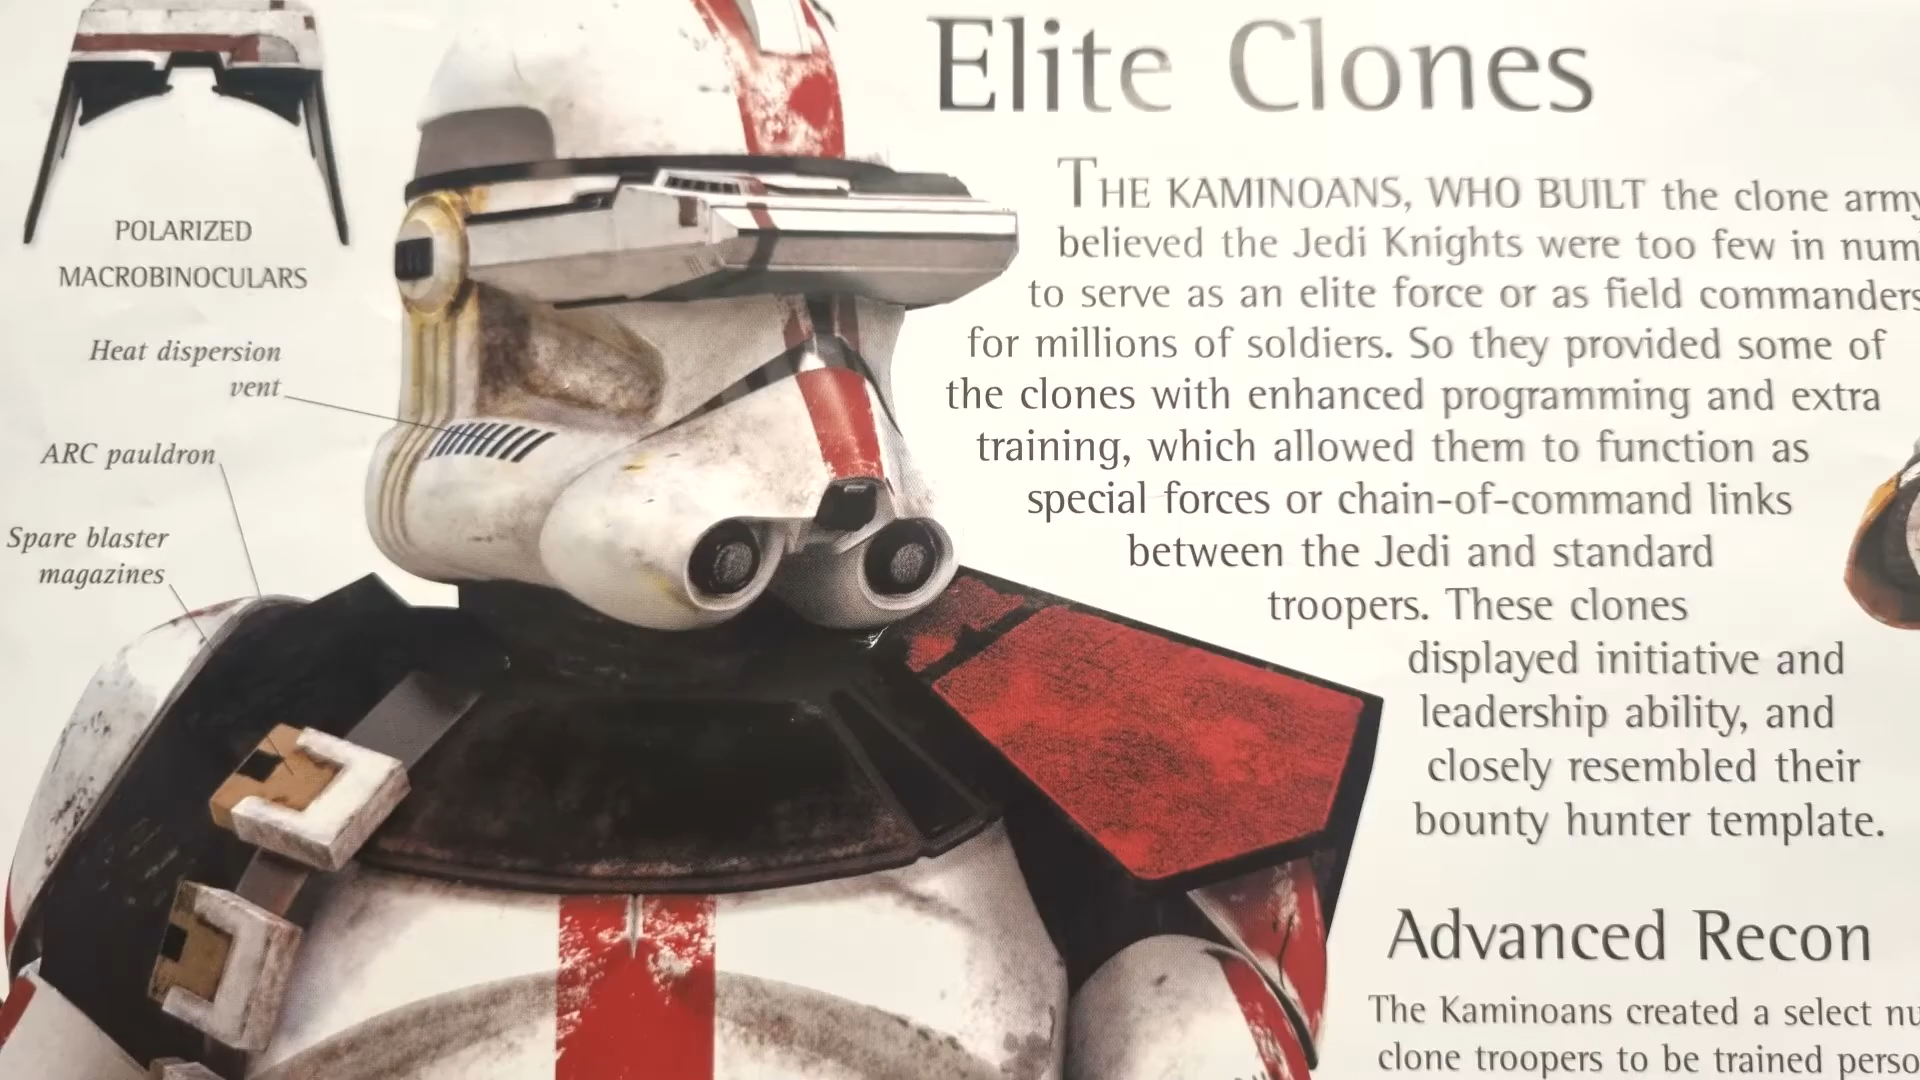 Elite Clones
THE KAMINOANS, WHO BUILT the clone army
believed the Jedi Knights were too few in
to serve as an elite force or as field commanders
for millions of soldiers. So they provided some of
the clones with enhanced programming and extra
training, which allowed them to function as
special forces or chain-of-command links
between the Jedi and standard
troopers. These clones
displayed initiative and
leadership ability, and
closely resembled their
bounty hunter template.
Advanced Recon
The Kaminoans created a select
clone troopers to be trained
POLARIZED
MACROBINOCULARS
Heat dispersion
vent
ARC pauldron
Spare blaster
magazines